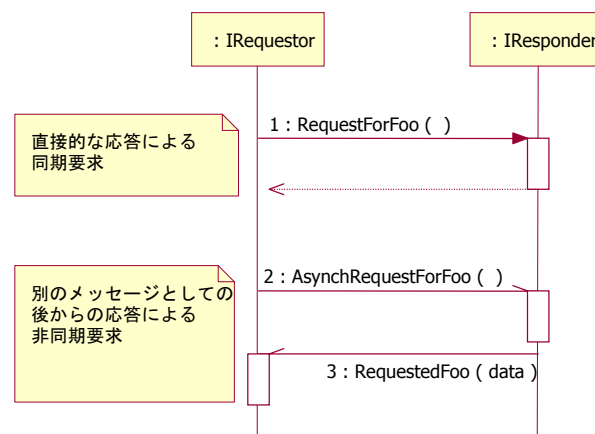 : IRequestor
: IResponder
1 : RequestForFoo ( )
直接的な応答による
同期要求
2 : AsynchRequestForFoo ( )
別のメッセージとしての
後からの応答による
非同期要求
3 : RequestedFoo ( data )